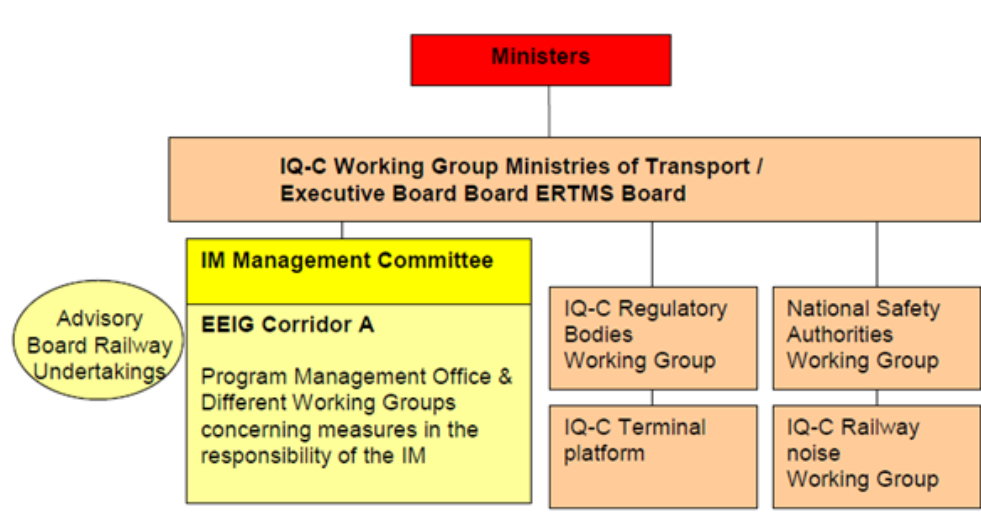 Ministers
IQ-C Working Group Ministries of Transport /
Executive Board Board ERTMS Board
IM Management Committee
EEIG Corridor A
Program Management Office &
Different Working Groups
concerning measures in the
responsibility of the IM
Advisory
Board Railway
Undertakings
IQ-C Regulatory
Bodies
Working Group
IQ-C Terminal
platform
National Safety
Authorities
Working Group
IQ-C Railway
noise
Working Group